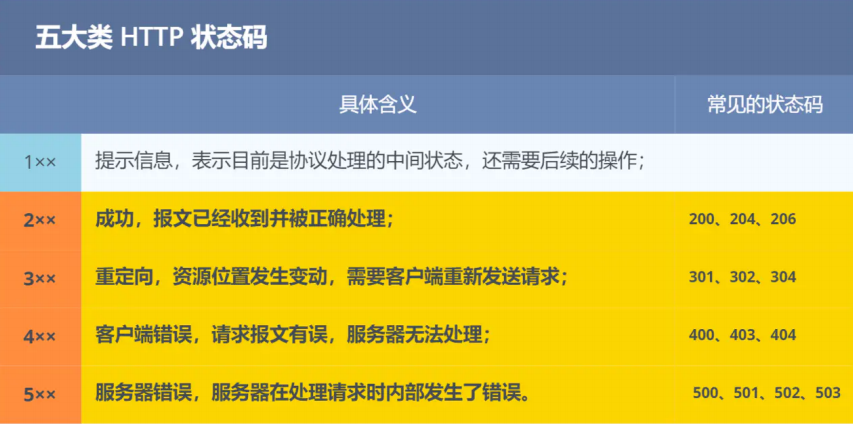 五大类 HTTP 状态码
具体含义 常见的状态码
1×× 提示信息，表示目前是协议处理的中间状态，还需要后续的操作；
2×× 成功，报文已经收到并被正确处理； 200、204、206
3×× 重定向，资源位置发生变动，需要客户端重新发送请求； 301、302、304
4×× 客户端错误，请求报文有误，服务器无法处理； 400、403、404
5×× 服务器错误，服务器在处理请求时内部发生了错误。 500、501、502、503